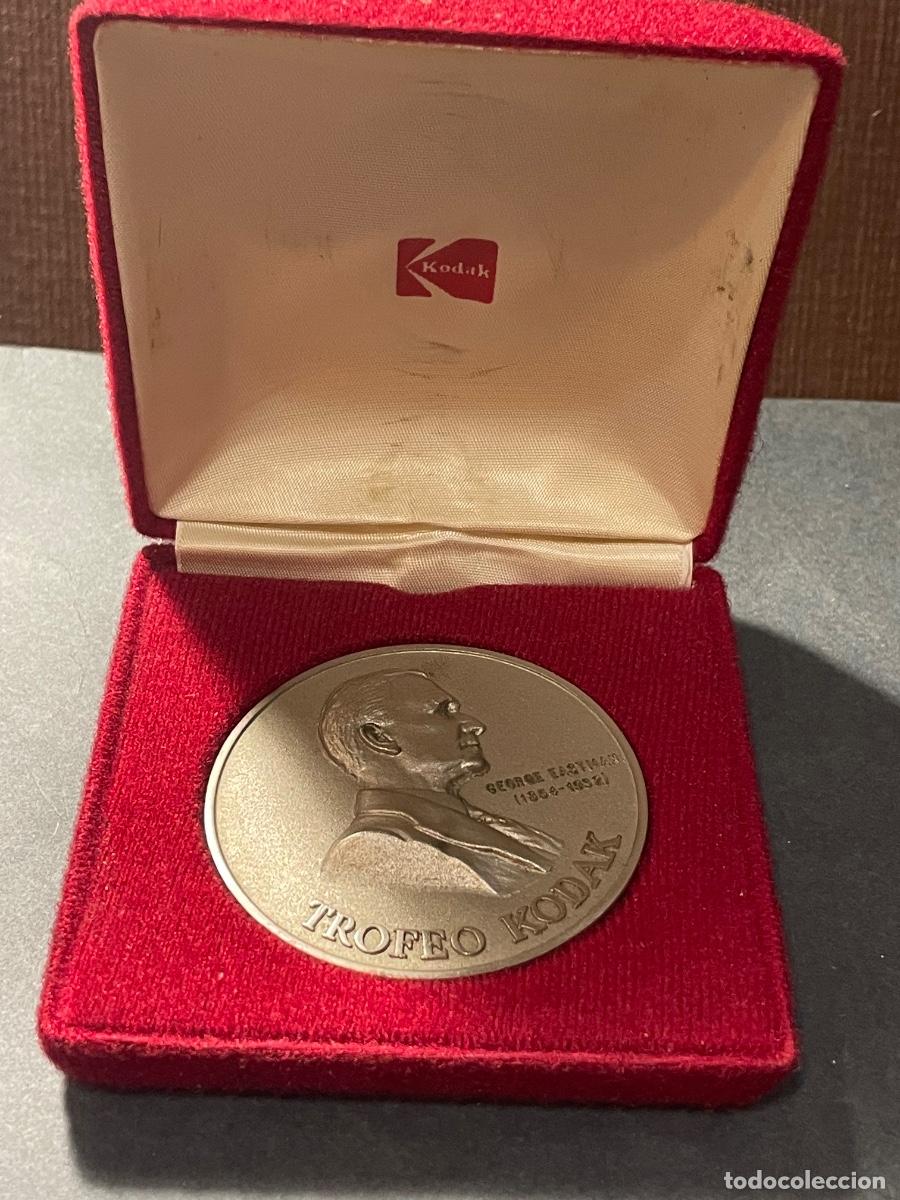 Kodak
GEORGE EASTMAN
(1854-1932)
TROFEO KODAK
todocoleccion